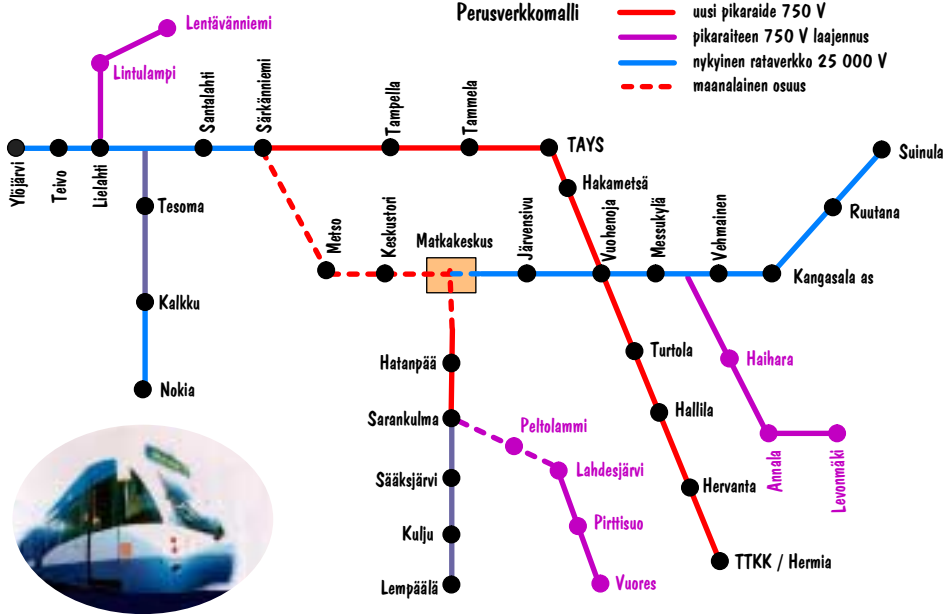 Perusverkkomalli
uusi pikaraide 750 V
pikaraiteen 750 V laajennus
nykyinen rataverkko 25 000 V
maanalainen osuus
Lentävänniemi
Lintulampi
Ylöjärvi
Teivo
Lielahti
Santalahti
Särkänniemi
Tampella
Tammela
TAYS
Hakametsä
Suinula
Ruutana
Tesoma
Kalkku
Nokia
Metso
Keskustori
Matkakeskus
Järvensivu
Vuohenoja
Messukylä
Vehmainen
Kangasala as
Hatanpää
Sarankulma
Sääksjärvi
Kulju
Lempäälä
Peltolammi
Lahdesjärvi
Pirttisuo
Vuores
Turtola
Hallila
Hervanta
TTKK / Hermia
Haihara
Annala
Levonmäki